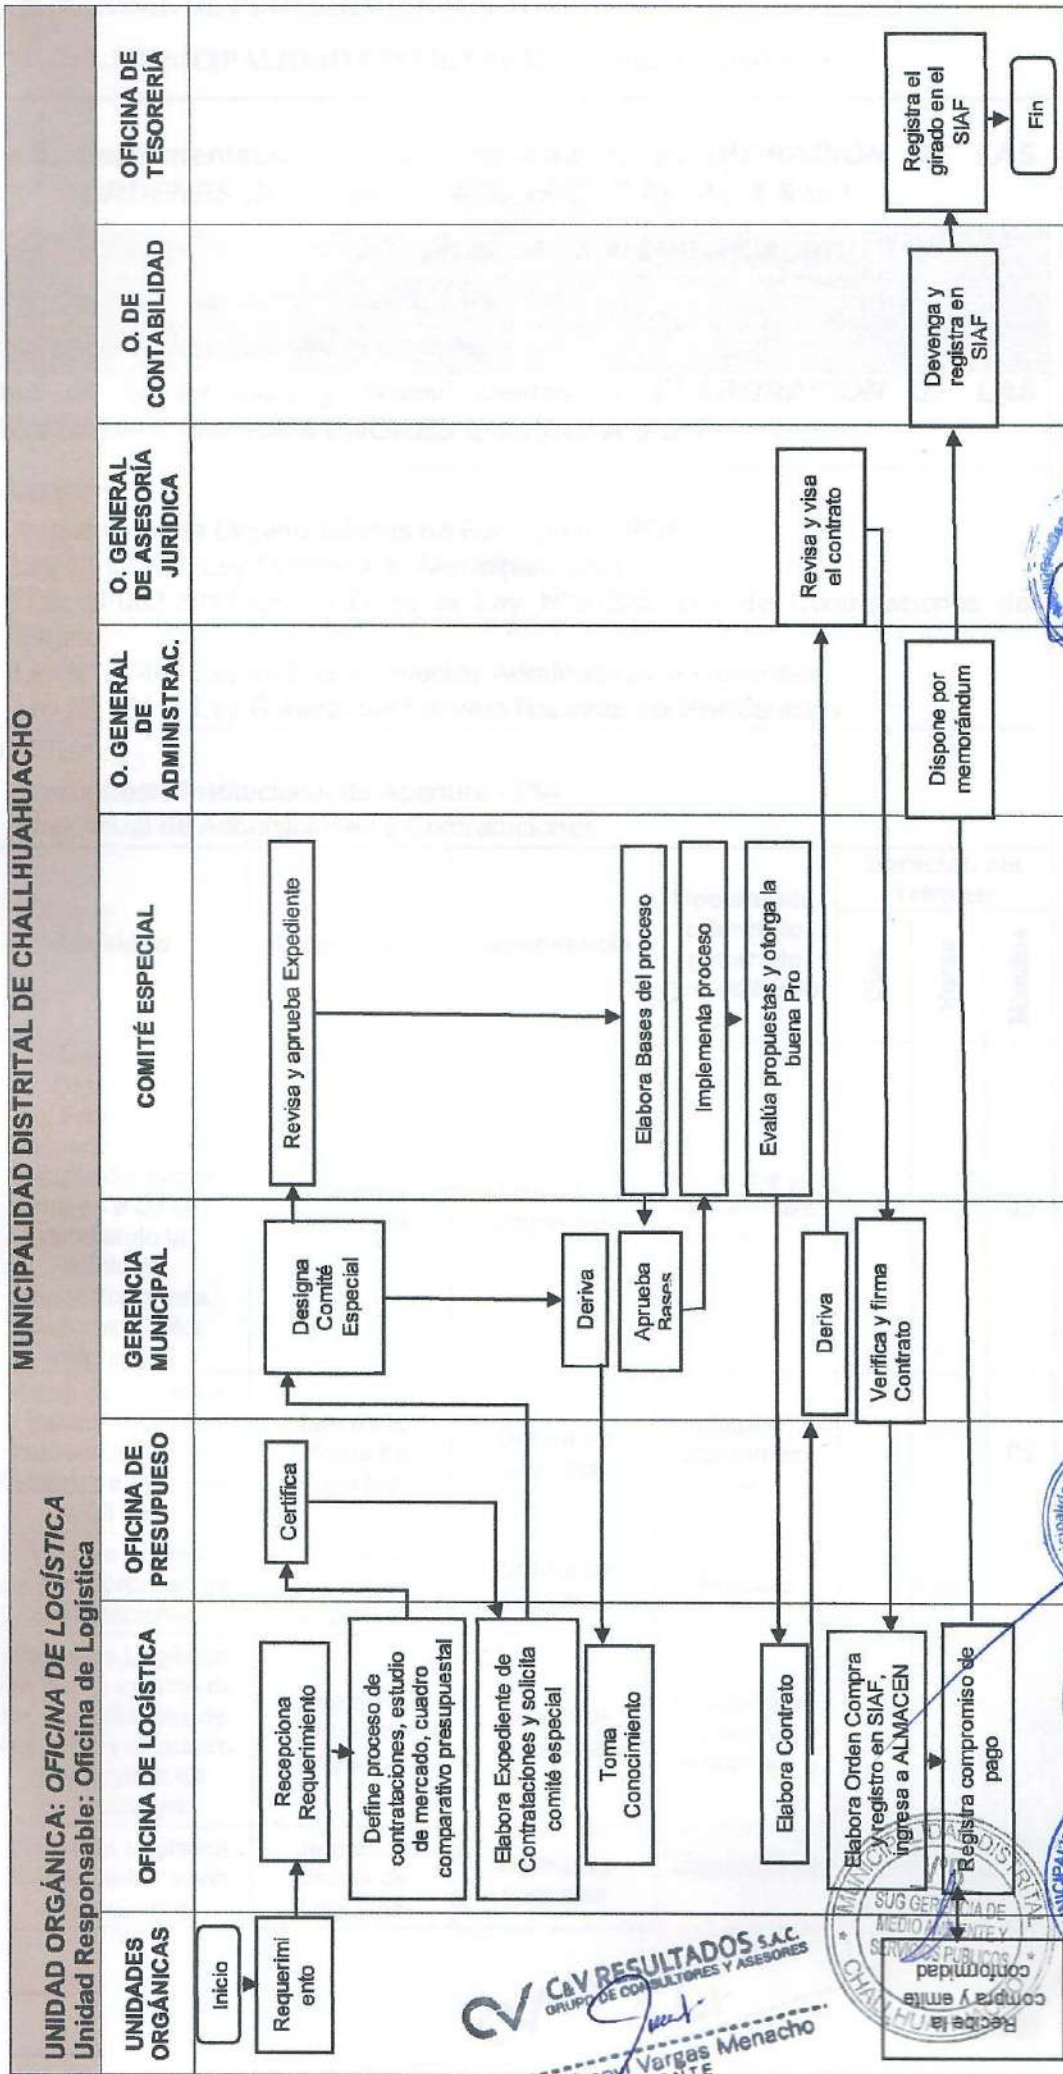 MUNICIPALIDAD DISTRITAL DE CHALLHUAHUACHO
UNIDAD ORGÁNICA: OFICINA DE LOGÍSTICA
Unidad Responsable: Oficina de Logística
UNIDADES
ORGÁNICAS
OFICINA DE LOGÍSTICA
OFICINA DE
PRESUPUESO
GERENCIA
MUNICIPAL
COMITÉ ESPECIAL
O. GENERAL
DE
ADMINISTRAC.
O. GENERAL
DE ASESORÍA
JURÍDICA
O. DE
CONTABILIDAD
OFICINA DE
TESORERÍA
Inicio
Requerimi
ento
Recepciona
Requerimiento
Define proceso de
contrataciones, estudio
de mercado, cuadro
comparativo presupuestal
Certifica
Elabora Expediente de
Contrataciones y solicita
comité especial
Designa
Comité
Especial
Revisa y aprueba Expediente
Deriva
Toma
Conocimiento
Elabora Bases del proceso
Aprueba
Bases
Implementa proceso
Evalúa propuestas y otorga la
buena Pro
Elabora Contrato
Deriva
Revisa y visa
el contrato
Verifica y firma
Contrato
Elabora Orden Compra
y registro en SIAF,
ingresa a ALMACEN
Registra compromiso de
pago
Recibe la
compra y emite
conformidad
Dispone por
memorándum
Devenga y
registra en
SIAF
Registra el
girado en el
SIAF
Fin
C&V RESULTADOS S.A.C.
GRUPO DE CONSULTORES Y ASESORES
Vargas Menacho
SUG GERENCIA DE
MEDIO AMBIENTE Y
SERVICIOS PUBLICOS